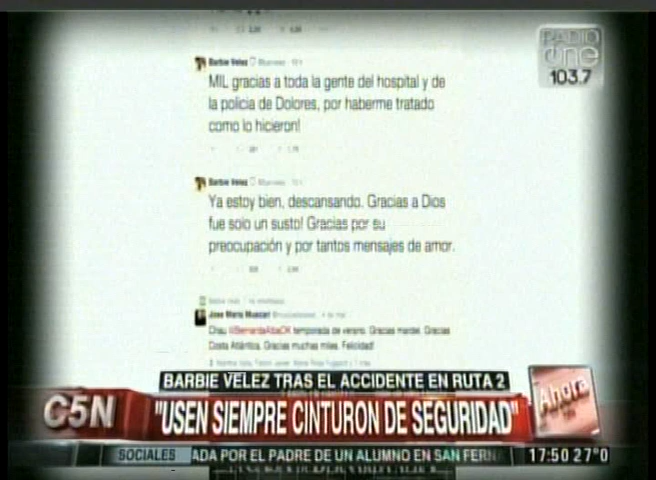 RADIO
one
103.7
Barbie Velez
MIL gracias a toda la gente del hospital y de
la policia de Dolores, por haberme tratado
como lo hicieron!
Barbie Velez
Ya estoy bien, descansando. Gracias a Dios
fue solo un susto! Gracias por su
preocupación y por tantos mensajes de amor.
Jose Maria Muscari
Chau @BernardaAlbaOK temporada de verano. Gracias mardel. Gracias
Costa Atlántica. Gracias muchas miles. Felicidad!
BARBIE VELEZ TRAS EL ACCIDENTE EN RUTA 2
C5N
"USEN SIEMPRE CINTURON DE SEGURIDAD"
Ahora
SOCIALES
ADA POR EL PADRE DE UN ALUMNO EN SAN FERN
17:50 27°0